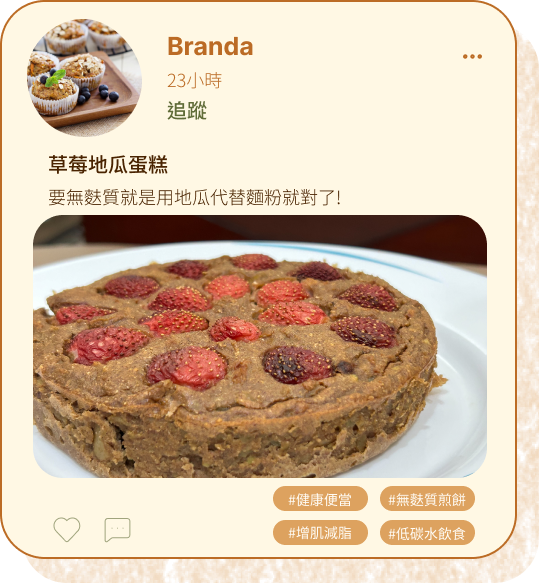 Branda
23小時
追蹤
草莓地瓜蛋糕
要無麩質就是用地瓜代替麵粉就對了!
#健康便當
#無麩質煎餅
#增肌減脂
#低碳水飲食